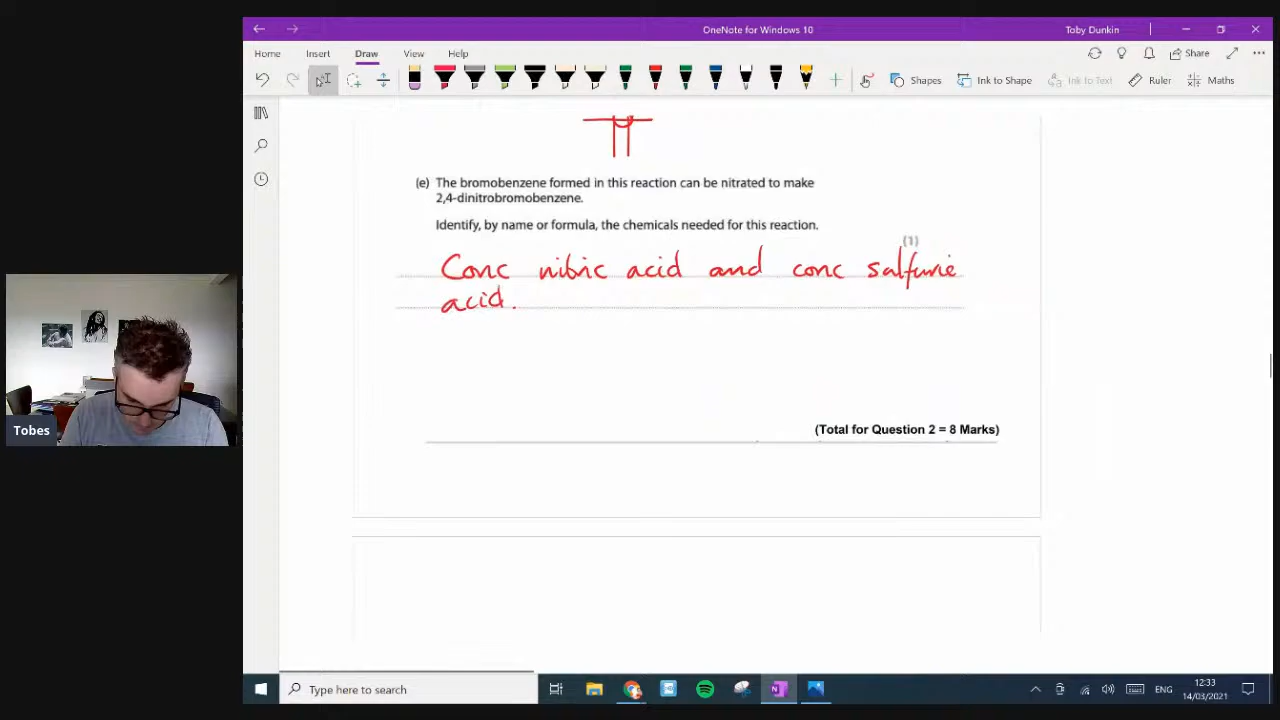 OneNote for Windows 10
Toby Dunkin
Home Insert Draw View Help
Share
Shapes Ink to Shape Ink to Text Ruler Maths
(e) The bromobenzene formed in this reaction can be nitrated to make
2,4-dinitrobromobenzene.
Identify, by name or formula, the chemicals needed for this reaction.
(1)
Conc nitric acid and conc salfuric
acid.
Tobes
(Total for Question 2 = 8 Marks)
Type here to search
ENG
12:33
14/03/2021